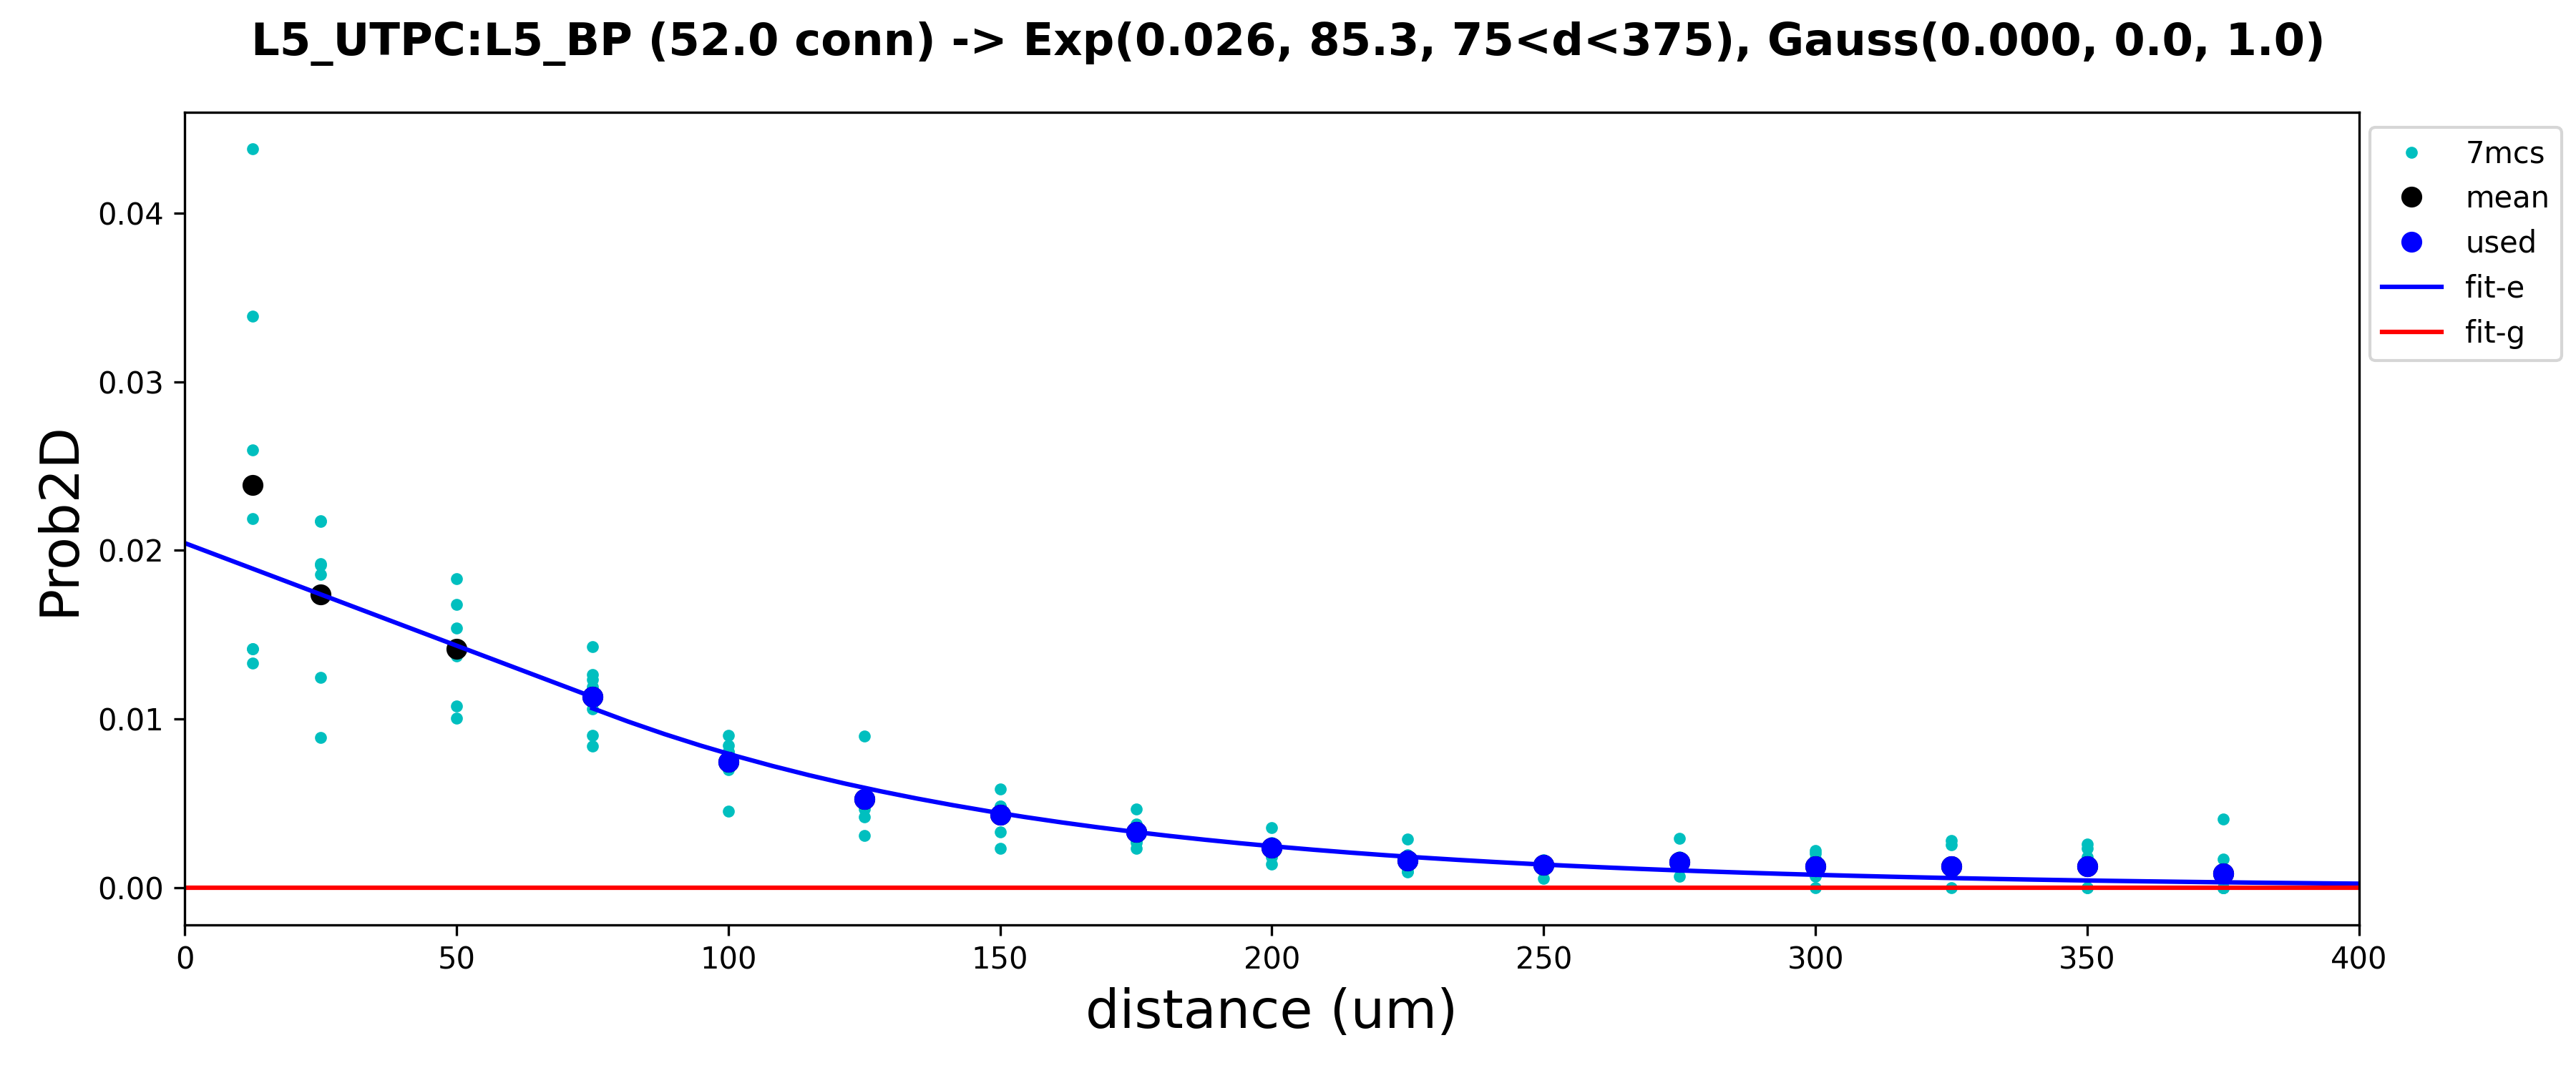 L5_UTPC:L5_BP (52.0 conn) -> Exp(0.026, 85.3, 75<d<375), Gauss(0.000, 0.0, 1.0)
7mcs
mean
used
fit-e
fit-g
Prob2D
0.04
0.03
0.02
0.01
0.00
0 50 100 150 200 250 300 350 400
distance (um)